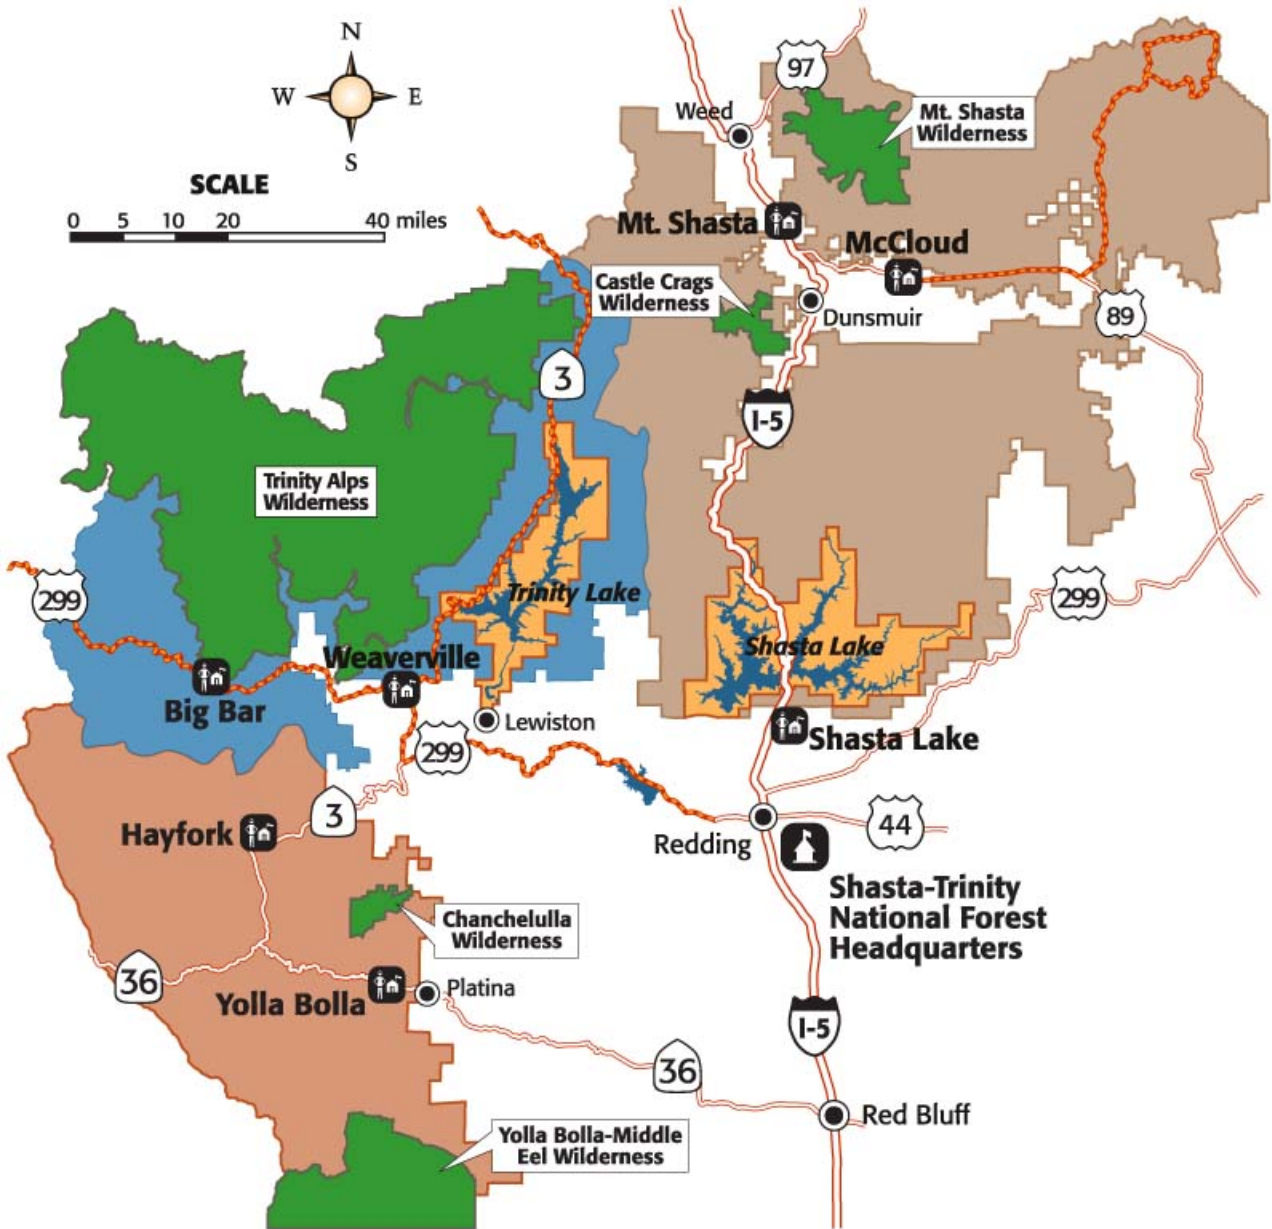 N
W E
S
SCALE
0 5 10 20 40 miles
97
Weed
Mt. Shasta
Wilderness
Mt. Shasta
McCloud
Castle Crags
Wilderness
Dunsmuir
89
3
I-5
Trinity Alps
Wilderness
299
Trinity Lake
299
Shasta Lake
Weaverville
Big Bar
Lewiston
299
Shasta Lake
3
Hayfork
44
Redding
Shasta-Trinity
National Forest
Headquarters
Chanchelulla
Wilderness
36
Yolla Bolla
Platina
I-5
36
Red Bluff
Yolla Bolla-Middle
Eel Wilderness